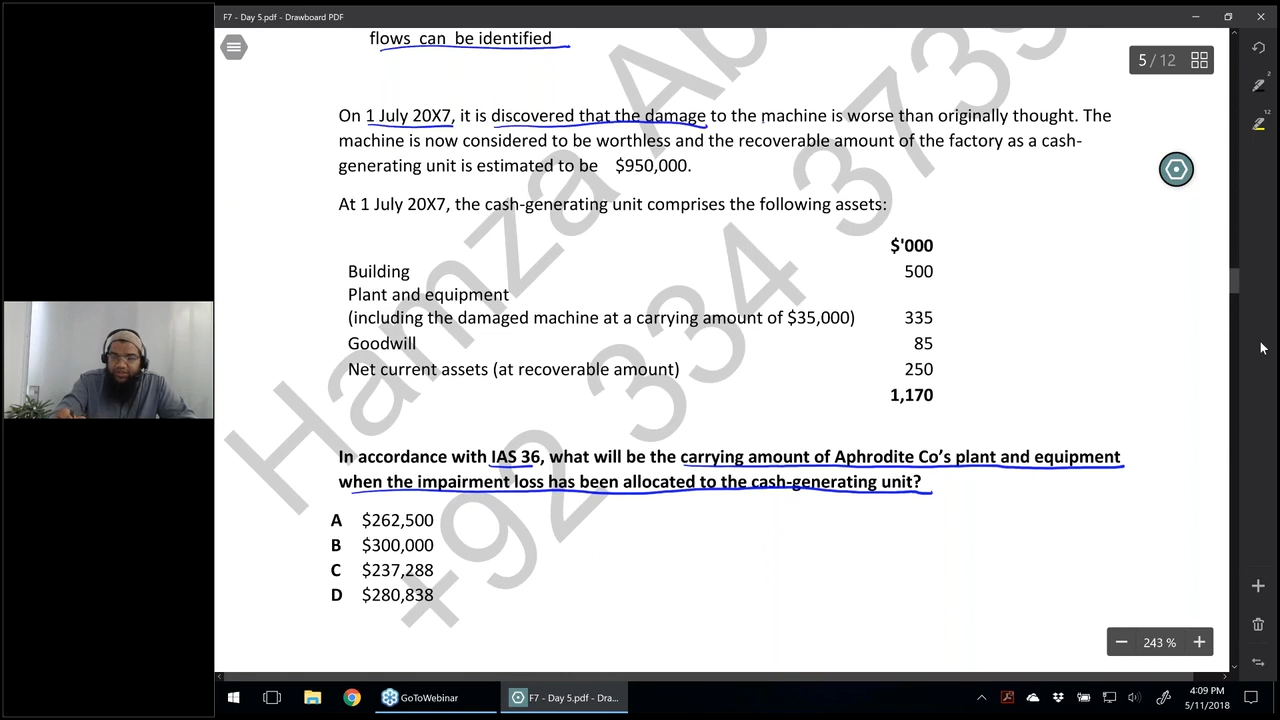 F7 - Day 5.pdf - Drawboard PDF
flows can be identified
5 / 12
On 1 July 20X7, it is discovered that the damage to the machine is worse than originally thought. The
machine is now considered to be worthless and the recoverable amount of the factory as a cash-
generating unit is estimated to be $950,000.
At 1 July 20X7, the cash-generating unit comprises the following assets:
$'000
Building 500
Plant and equipment
(including the damaged machine at a carrying amount of $35,000) 335
Goodwill 85
Net current assets (at recoverable amount) 250
1,170
In accordance with IAS 36, what will be the carrying amount of Aphrodite Co's plant and equipment
when the impairment loss has been allocated to the cash-generating unit?
A $262,500
B $300,000
C $237,288
D $280,838
Hamza Ab
+92 334 3739
2
12
243 %
GoToWebinar
F7 - Day 5.pdf - Dra...
4:09 PM
5/11/2018